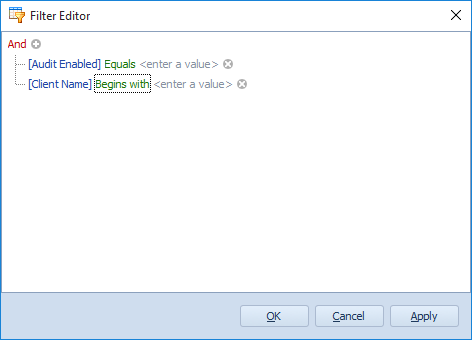 Filter Editor
And
[Audit Enabled] Equals <enter a value>
[Client Name] Begins with <enter a value>
OK Cancel Apply